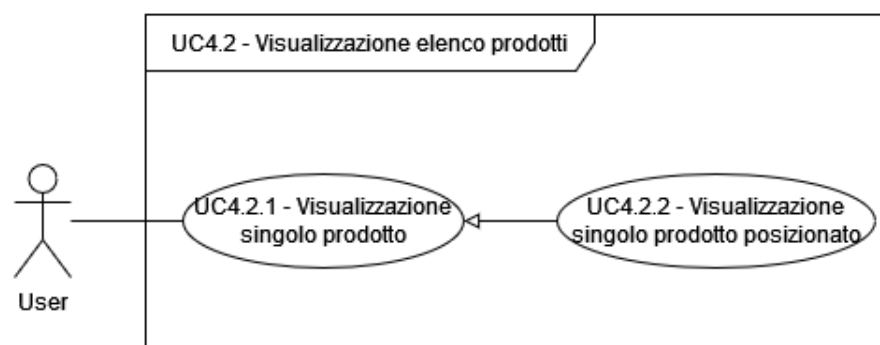 UC4.2 - Visualizzazione elenco prodotti
UC4.2.1 - Visualizzazione
singolo prodotto
UC4.2.2 - Visualizzazione
singolo prodotto posizionato
User